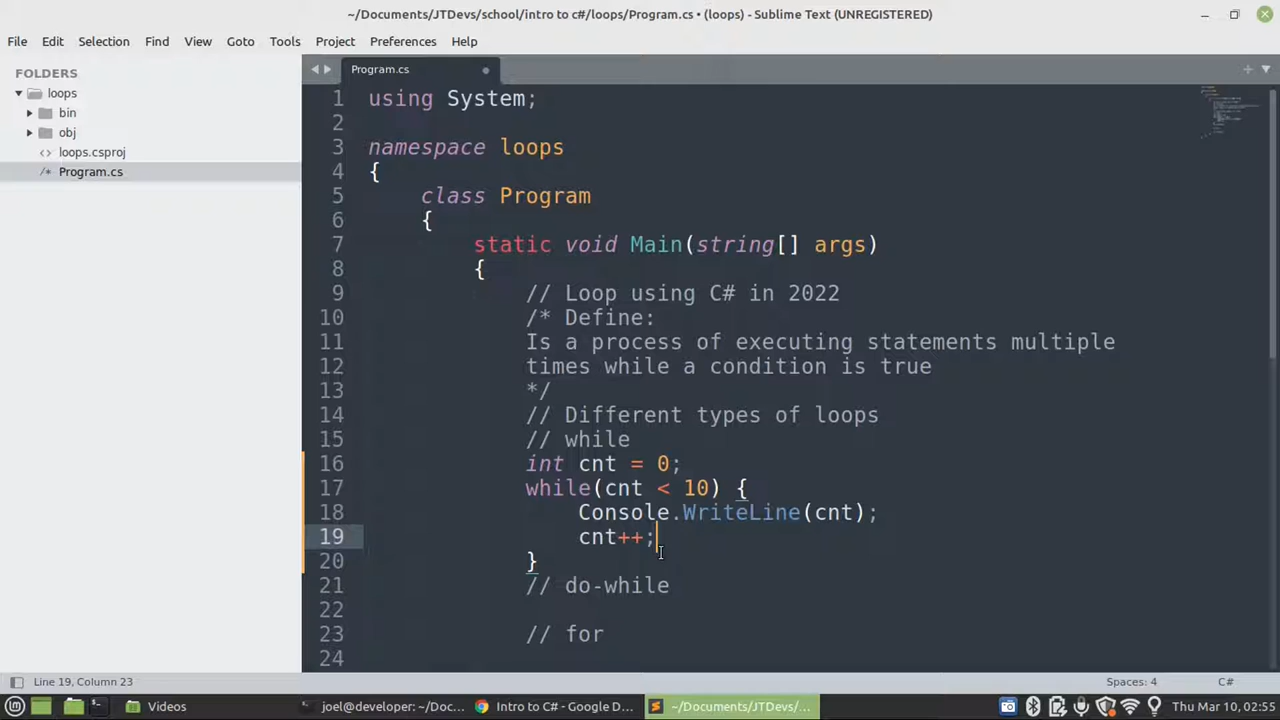 ~/Documents/JTDevs/school/intro to c#/loops/Program.cs • (loops) - Sublime Text (UNREGISTERED)
File Edit Selection Find View Goto Tools Project Preferences Help
FOLDERS
loops
bin
obj
loops.csproj
Program.cs
Program.cs
1 using System;
2
3 namespace loops
4 {
5 class Program
6 {
7 static void Main(string[] args)
8 {
9 // Loop using C# in 2022
10 /* Define:
11 Is a process of executing statements multiple
12 times while a condition is true
13 */
14 // Different types of loops
15 // while
16 int cnt = 0;
17 while(cnt < 10) {
18 Console.WriteLine(cnt);
19 cnt++;
20 }
21 // do-while
22
23 // for
24
Line 19, Column 23 Spaces: 4 C#
Videos joel@developer: ~/Doc... Intro to C# - Google D... ~/Documents/JTDevs/... Thu Mar 10, 02:55